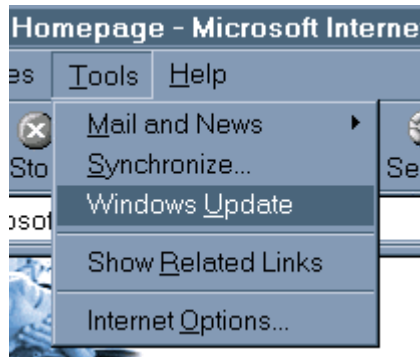 Homepage - Microsoft Interne
es Tools Help
Mail and News
Sto Synchronize... Se
Windows Update
osof
Show Related Links
Internet Options...